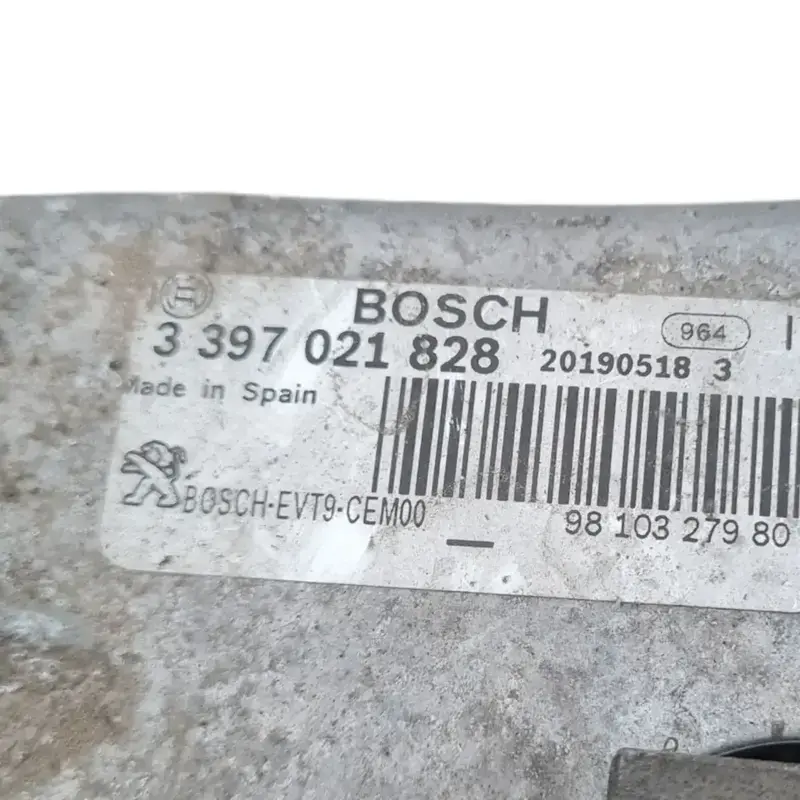 BOSCH
964
3 397 021 828 20190518 3
Made in Spain
BOSCH-EVT9-CEM00
98 103 279 80